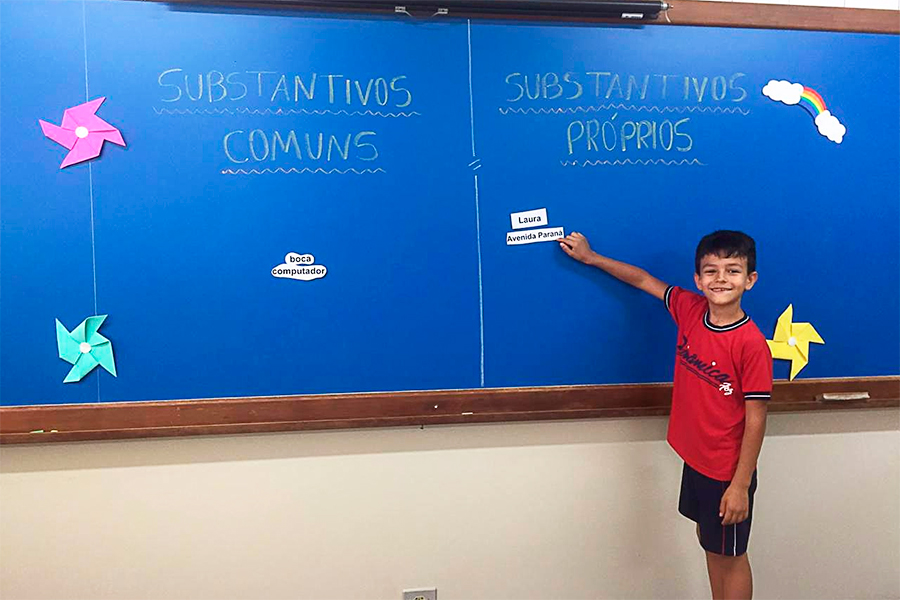 SUBSTANTIVOS
COMUNS
boca
computador
SUBSTANTIVOS
PRÓPRIOS
Laura
Avenida Paraná